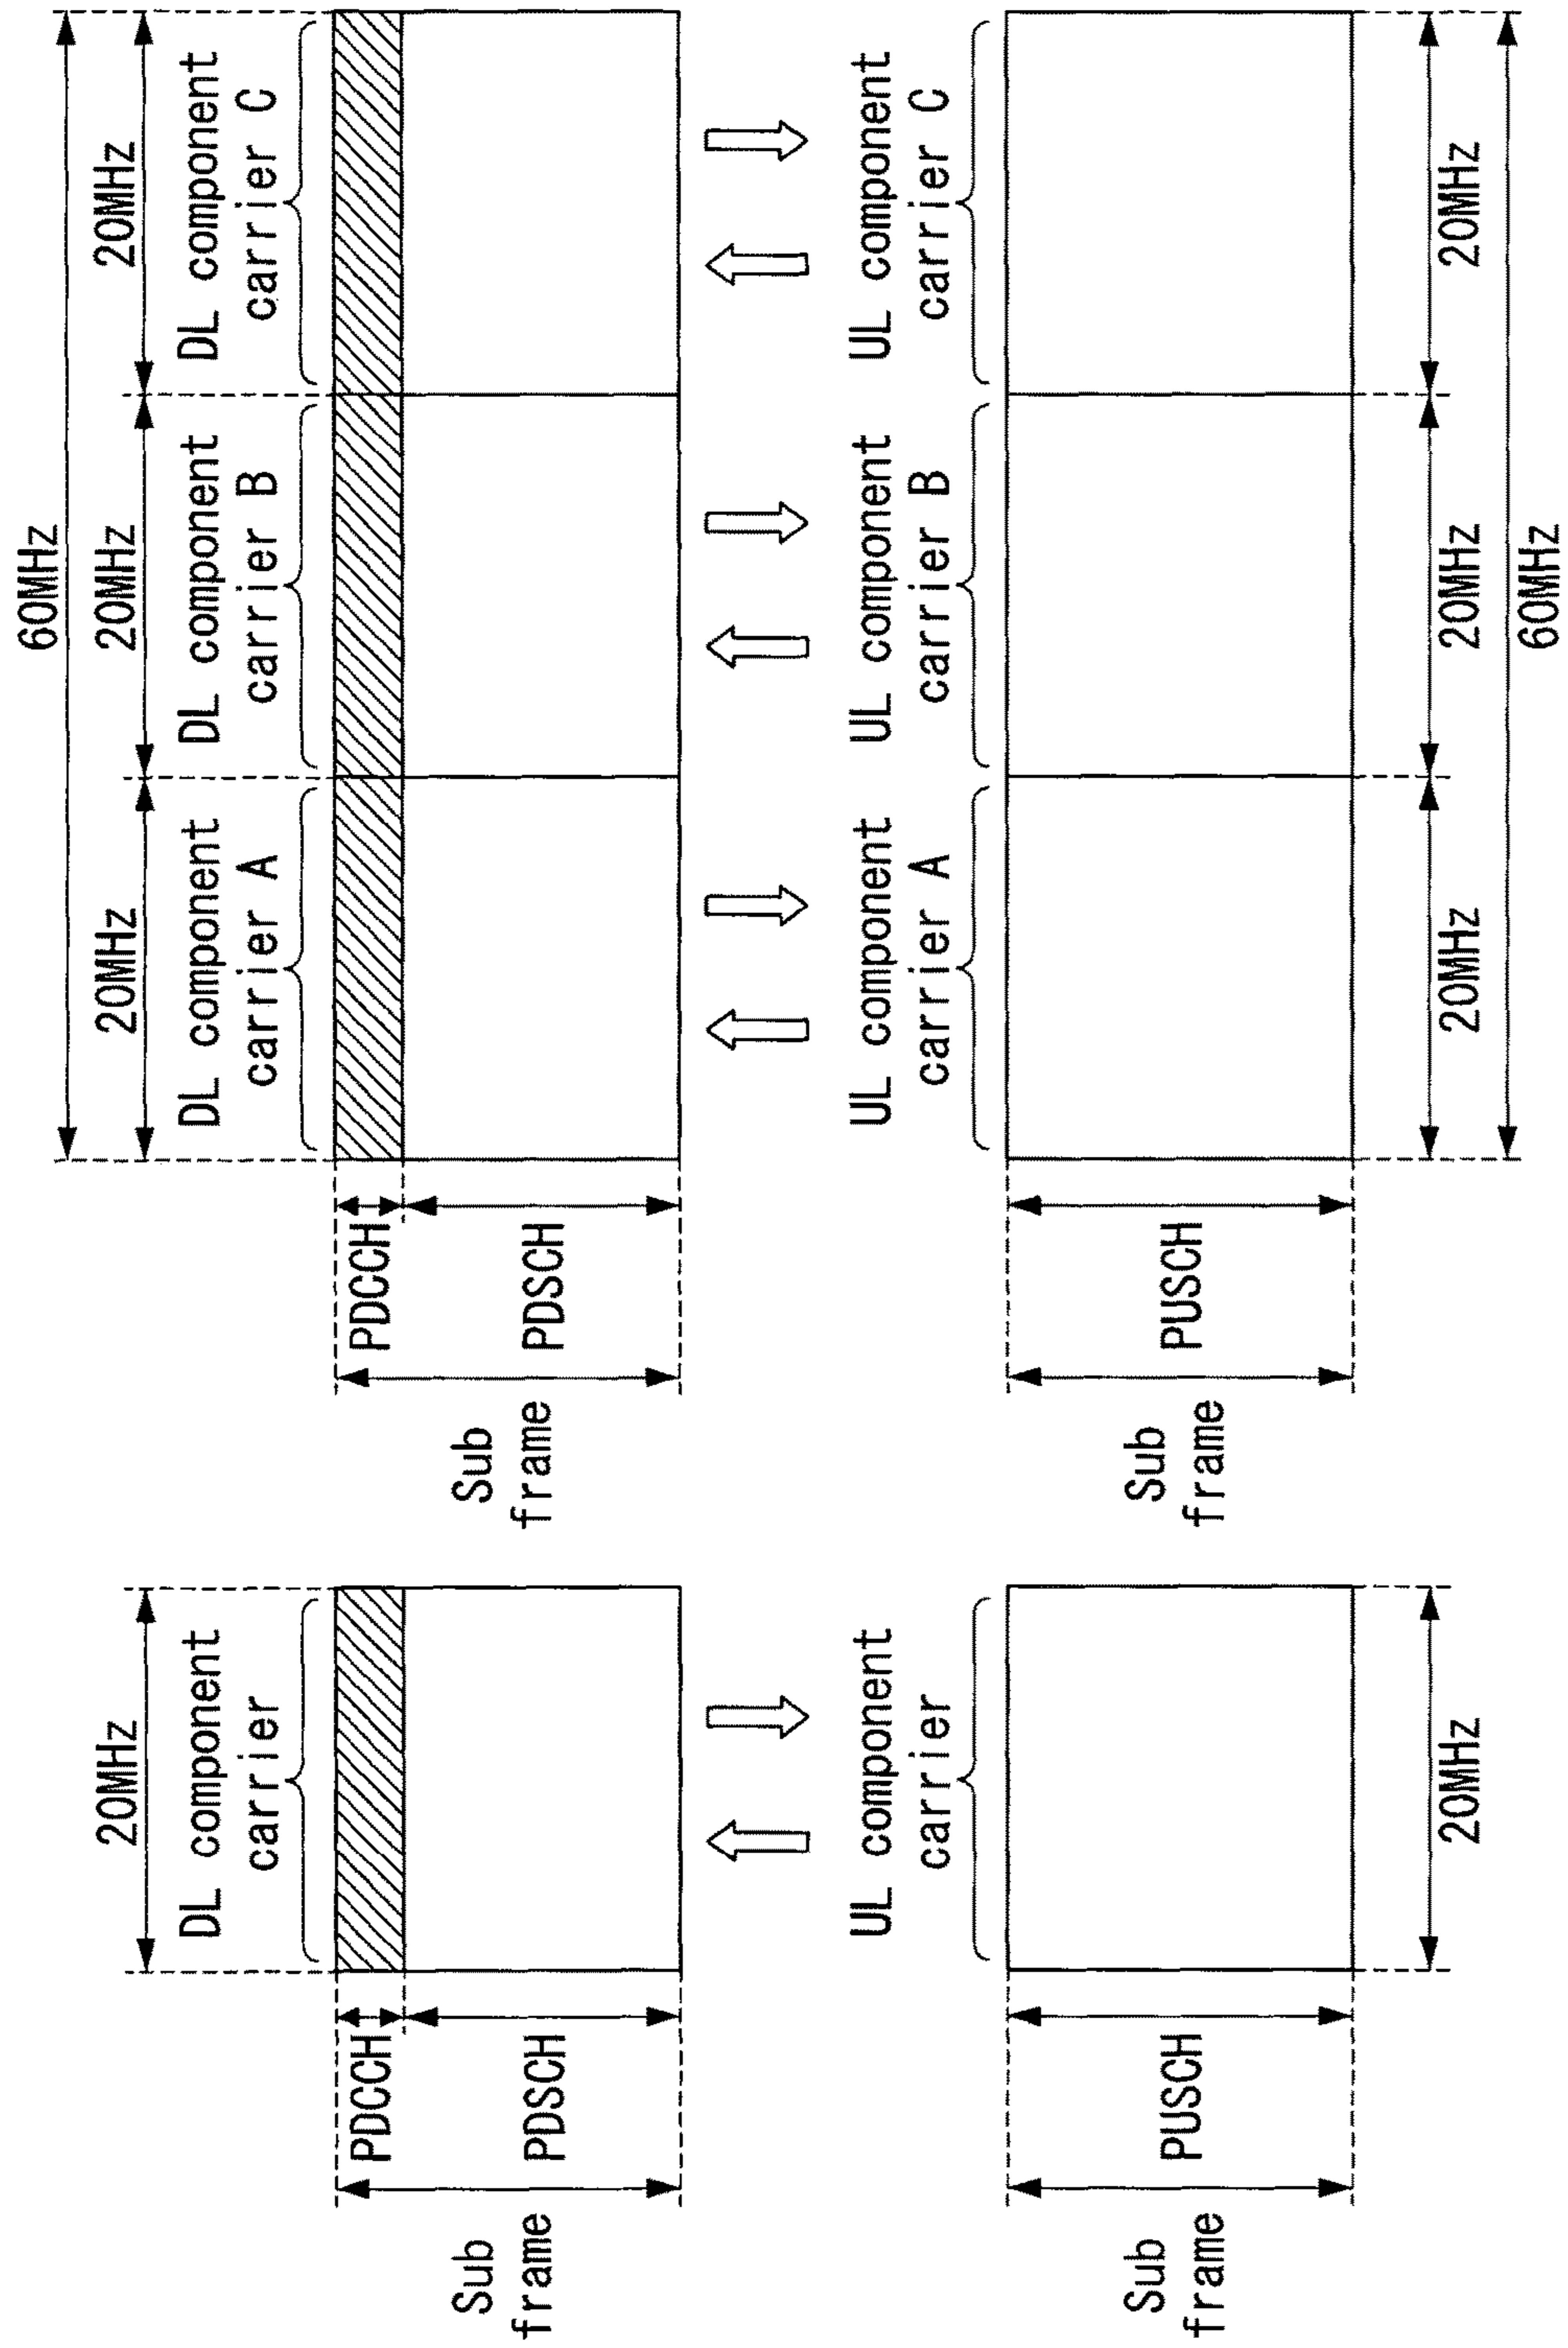 20MHz
DL component
carrier
PDCCH
PDSCH
Sub
frame
UL component
carrier
PUSCH
Sub
frame
20MHz
60MHz
20MHz
20MHz
20MHz
DL component
carrier A
DL component
carrier B
DL component
carrier C
PDCCH
PDSCH
Sub
frame
UL component
carrier A
UL component
carrier B
UL component
carrier C
PUSCH
Sub
frame
20MHz
20MHz
20MHz
60MHz